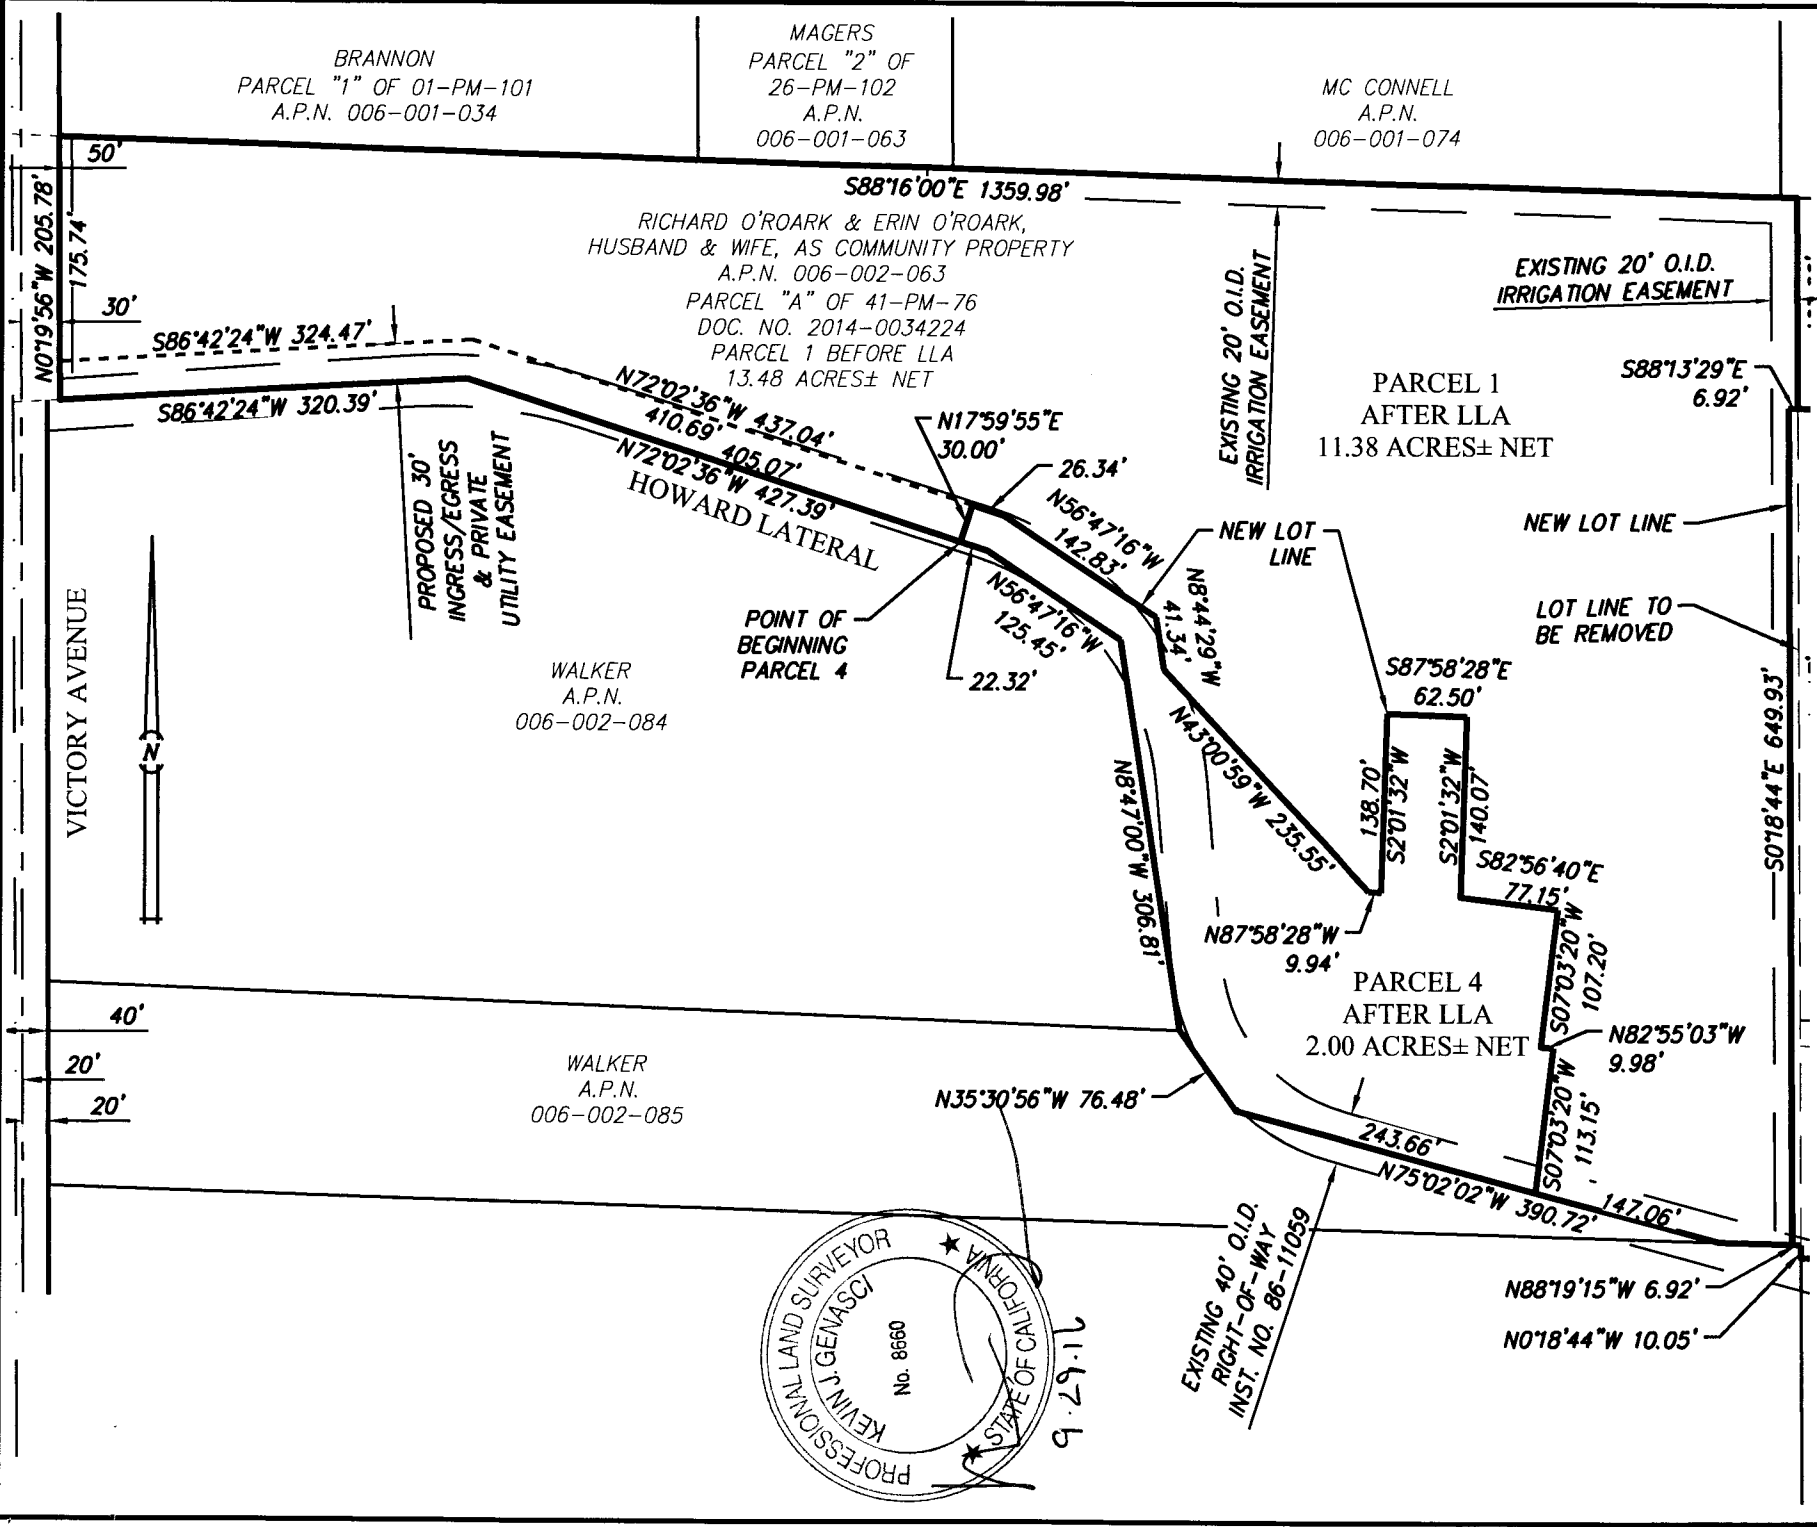 BRANNON
PARCEL "1" OF 01-PM-101
A.P.N. 006-001-034
MAGERS
PARCEL "2" OF
26-PM-102
A.P.N.
006-001-063
MC CONNELL
A.P.N.
006-001-074
50'
S88°16'00"E 1359.98'
N0°19'56"W 205.78'
175.74'
30'
RICHARD O'ROARK & ERIN O'ROARK,
HUSBAND & WIFE, AS COMMUNITY PROPERTY
A.P.N. 006-002-063
PARCEL "A" OF 41-PM-76
DOC. NO. 2014-0034224
PARCEL 1 BEFORE LLA
13.48 ACRES± NET
EXISTING 20' O.I.D.
IRRIGATION EASEMENT
EXISTING 20' O.I.D.
IRRIGATION EASEMENT
S86°42'24"W 324.47'
S86°42'24"W 320.39'
N72°02'36"W 437.04'
410.69'
405.07'
N72°02'36"W 427.39'
HOWARD LATERAL
PROPOSED 30'
INGRESS/EGRESS
& PRIVATE
UTILITY EASEMENT
N17°59'55"E
30.00'
26.34'
N56°47'16"W
142.83'
PARCEL 1
AFTER LLA
11.38 ACRES± NET
S88°13'29"E
6.92'
NEW LOT
LINE
NEW LOT LINE
LOT LINE TO
BE REMOVED
N8°44'29"W
41.34'
N56°47'16"W
125.45'
22.32'
POINT OF
BEGINNING
PARCEL 4
VICTORY AVENUE
N
WALKER
A.P.N.
006-002-084
S87°58'28"E
62.50'
N43°00'59"W 235.55'
138.70'
S2°01'32"W
S2°01'32"W
140.07'
S0°18'44"E 649.93'
N8°47'00"W 306.81'
S82°56'40"E
77.15'
N87°58'28"W
9.94'
S07°03'20"W
107.20'
PARCEL 4
AFTER LLA
2.00 ACRES± NET
N82°55'03"W
9.98'
40'
20'
20'
WALKER
A.P.N.
006-002-085
N35°30'56"W 76.48'
S07°03'20"W
113.15'
243.66'
N75°02'02"W 390.72'
147.06'
EXISTING 40' O.I.D.
RIGHT-OF-WAY
INST. NO. 86-11059
N88°19'15"W 6.92'
N0°18'44"W 10.05'
PROFESSIONAL LAND SURVEYOR
KEVIN J. GENASCI
No. 8660
STATE OF CALIFORNIA
9.29.16